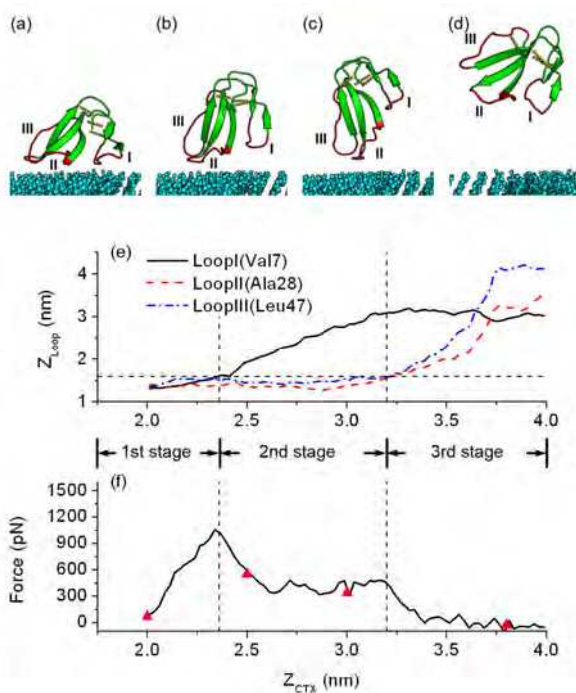 (a) (b) (c) (d)
III II I
III II I
III II I
III II I
(e)
LoopI(Val7)
LoopII(Ala28)
LoopIII(Leu47)
Z_Loop (nm)
4
3
2
1
2.0 2.5 3.0 3.5 4.0
1st stage 2nd stage 3rd stage
(f)
Force (pN)
1500
1200
900
600
300
0
2.0 2.5 3.0 3.5 4.0
Z_CTX (nm)